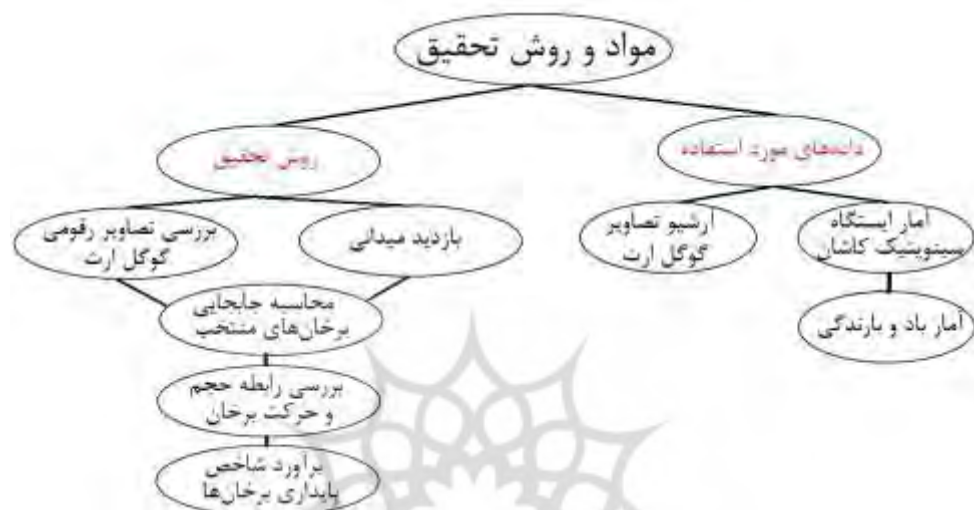 مواد و روش تحقیق
داده‌های مورد استفاده
روش تحقیق
آمار ایستگاه
سینوپتیک کاشان
آرشیو تصاویر
گوگل ارت
بازدید میدانی
بررسی تصاویر رقومی
گوگل ارت
آمار باد و بارندگی
محاسبه جابجایی
برخان‌های منتخب
بررسی رابطه حجم
و حرکت برخان
برآورد شاخص
پایداری برخان‌ها